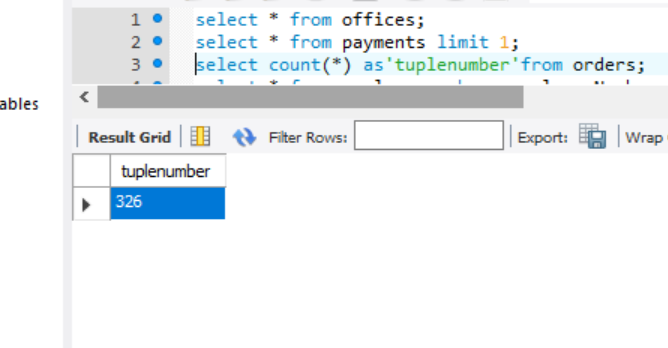 1 select * from offices;
2 select * from payments limit 1;
3 select count(*) as'tuplenumber'from orders;
ables
Result Grid Filter Rows: Export: Wrap
tuplenumber
326